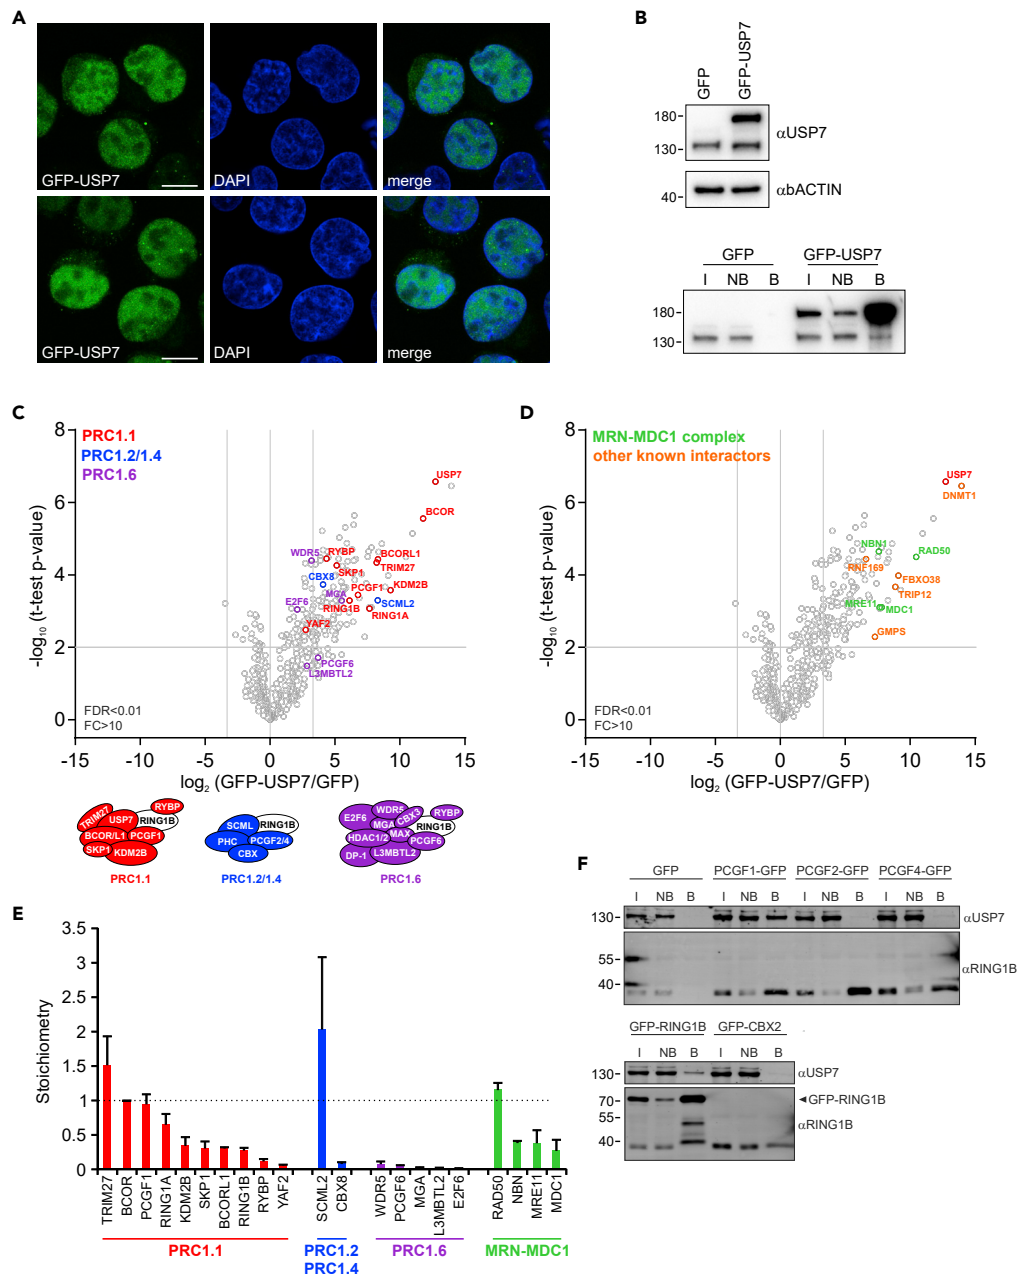 A
GFP-USP7
DAPI
merge
GFP-USP7
DAPI
merge
B
GFP
GFP-USP7
180
130
αUSP7
40
αbACTIN
GFP
GFP-USP7
I
NB
B
I
NB
B
180
130
C
PRC1.1
PRC1.2/1.4
PRC1.6
8
6
4
2
0
-log₁₀ (t-test p-value)
USP7
BCOR
WDR5
RYBP
BCORL1
TRIM27
SKP1
CBX8
KDM2B
MGA
PCGF1
E2F6
SCML2
RING1B
RING1A
YAF2
PCGF6
L3MBTL2
FDR<0.01
FC>10
-15
-10
-5
0
5
10
15
log₂ (GFP-USP7/GFP)
TRIM27
USP7
RYBP
RING1B
BCOR/L1
PCGF1
SKP1
KDM2B
PRC1.1
SCML
RING1B
PHC
PCGF2/4
CBX
PRC1.2/1.4
E2F6
WDR5
CBX3
RYBP
MGA
RING1B
HDAC1/2
MAX
PCGF6
DP-1
L3MBTL2
PRC1.6
D
MRN-MDC1 complex
other known interactors
8
6
4
2
0
-log₁₀ (t-test p-value)
USP7
DNMT1
NBN1
RAD50
RNF169
FBXO38
TRIP12
MRE11
MDC1
GMPS
FDR<0.01
FC>10
-15
-10
-5
0
5
10
15
log₂ (GFP-USP7/GFP)
E
3.5
3
2.5
2
1.5
1
0.5
0
Stoichiometry
TRIM27
BCOR
PCGF1
RING1A
KDM2B
SKP1
BCORL1
RING1B
RYBP
YAF2
SCML2
CBX8
WDR5
PCGF6
MGA
L3MBTL2
E2F6
RAD50
NBN
MRE11
MDC1
PRC1.1
PRC1.2
PRC1.4
PRC1.6
MRN-MDC1
F
GFP
PCGF1-GFP
PCGF2-GFP
PCGF4-GFP
I
NB
B
I
NB
B
I
NB
B
I
NB
B
130
αUSP7
55
40
αRING1B
GFP-RING1B
GFP-CBX2
I
NB
B
I
NB
B
130
αUSP7
70
GFP-RING1B
55
αRING1B
40